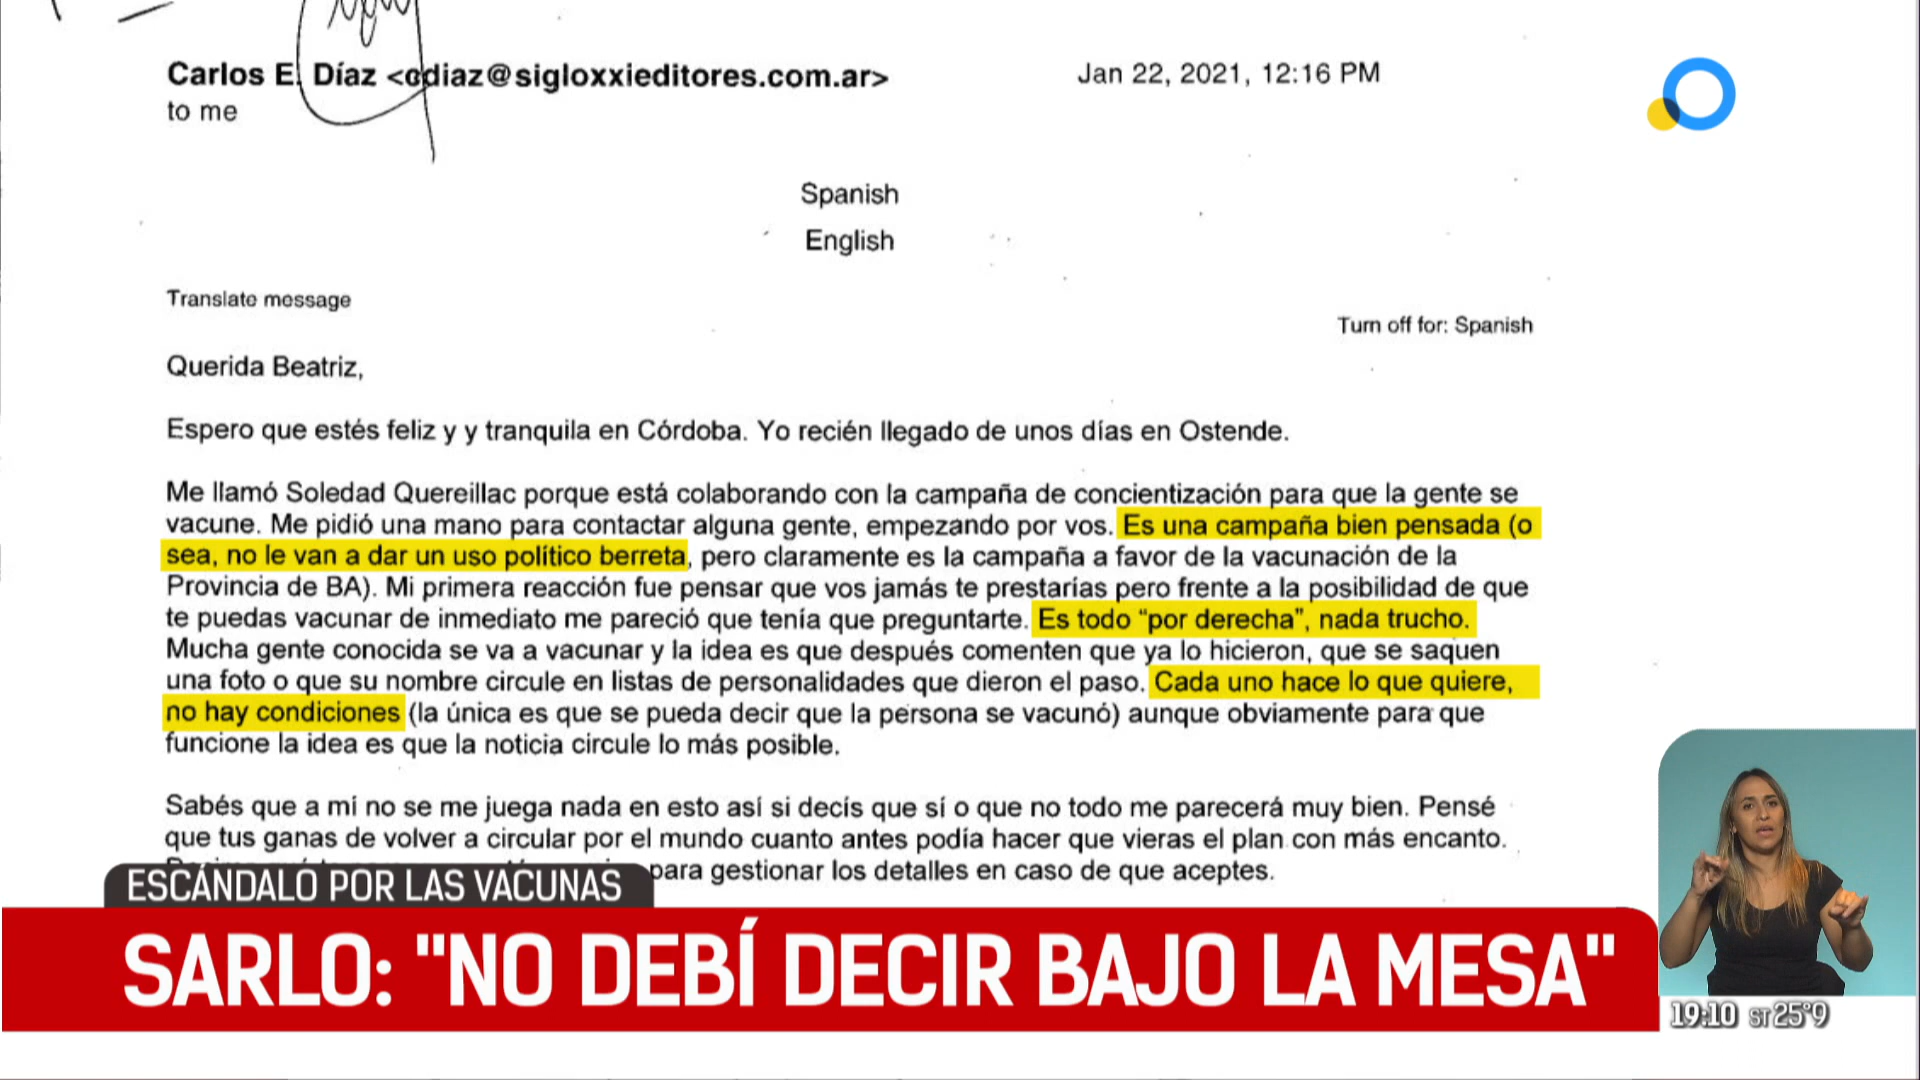 Carlos E. Díaz <cdiaz@sigloxxieditores.com.ar>
Jan 22, 2021, 12:16 PM
to me
Spanish
English
Translate message
Turn off for: Spanish
Querida Beatriz,
Espero que estés feliz y y tranquila en Córdoba. Yo recién llegado de unos días en Ostende.
Me llamó Soledad Quereillac porque está colaborando con la campaña de concientización para que la gente se
vacune. Me pidió una mano para contactar alguna gente, empezando por vos. Es una campaña bien pensada (o
sea, no le van a dar un uso político berreta, pero claramente es la campaña a favor de la vacunación de la
Provincia de BA). Mi primera reacción fue pensar que vos jamás te prestarías pero frente a la posibilidad de que
te puedas vacunar de inmediato me pareció que tenía que preguntarte. Es todo “por derecha”, nada trucho.
Mucha gente conocida se va a vacunar y la idea es que después comenten que ya lo hicieron, que se saquen
una foto o que su nombre circule en listas de personalidades que dieron el paso. Cada uno hace lo que quiere,
no hay condiciones (la única es que se pueda decir que la persona se vacunó) aunque obviamente para que
funcione la idea es que la noticia circule lo más posible.
Sabés que a mí no se me juega nada en esto así si decís que sí o que no todo me parecerá muy bien. Pensé
que tus ganas de volver a circular por el mundo cuanto antes podía hacer que vieras el plan con más encanto.
para gestionar los detalles en caso de que aceptes.
ESCÁNDALO POR LAS VACUNAS
SARLO: "NO DEBÍ DECIR BAJO LA MESA"
19:10 ST 25°9